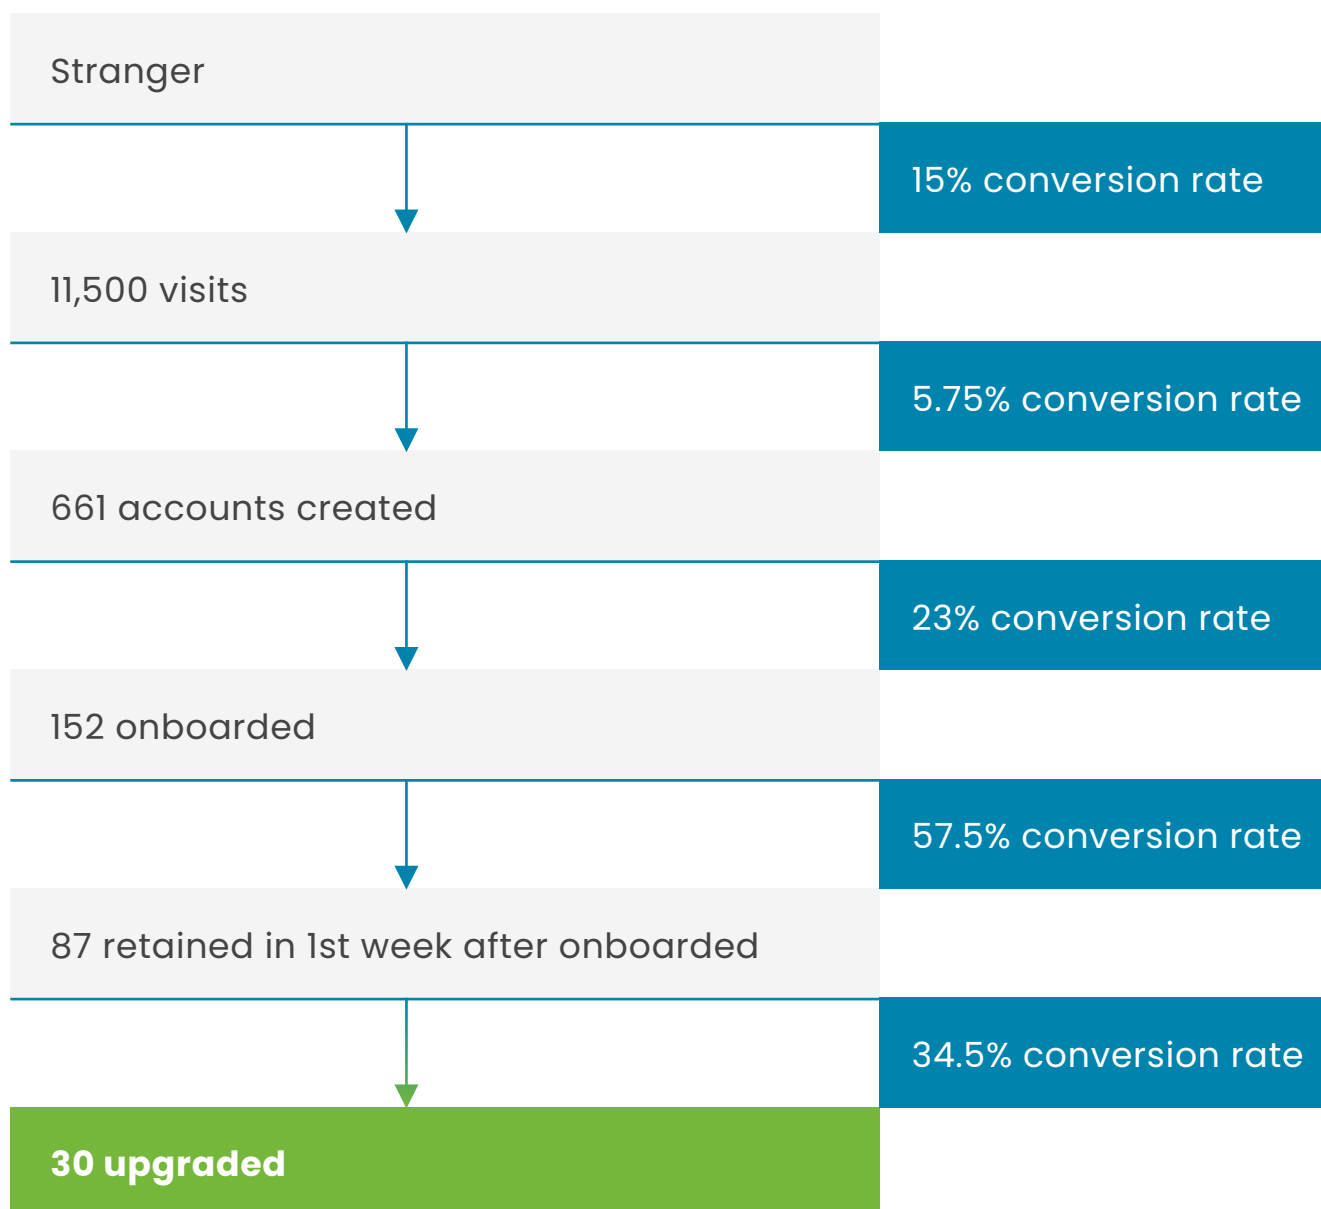 Stranger
15% conversion rate
11,500 visits
5.75% conversion rate
661 accounts created
23% conversion rate
152 onboarded
57.5% conversion rate
87 retained in 1st week after onboarded
34.5% conversion rate
30 upgraded